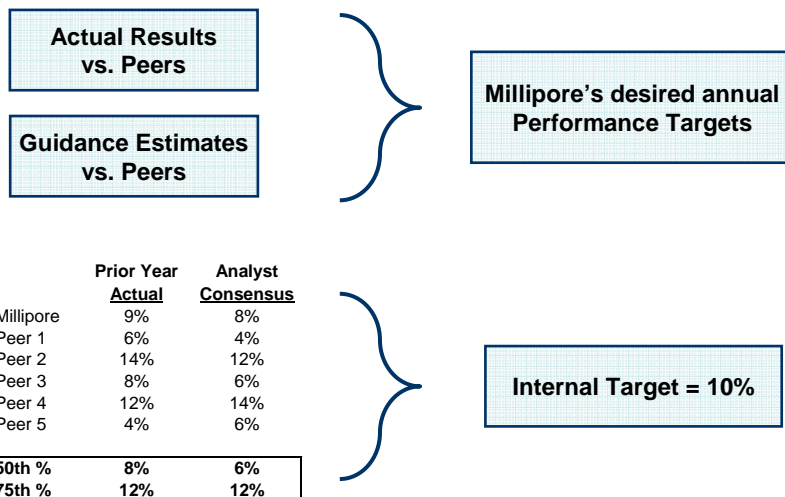 Actual Results
vs. Peers
Guidance Estimates
vs. Peers
Millipore's desired annual
Performance Targets
Prior Year Analyst
Actual Consensus
Millipore 9% 8%
Peer 1 6% 4%
Peer 2 14% 12%
Peer 3 8% 6%
Peer 4 12% 14%
Peer 5 4% 6%
50th % 8% 6%
75th % 12% 12%
Internal Target = 10%